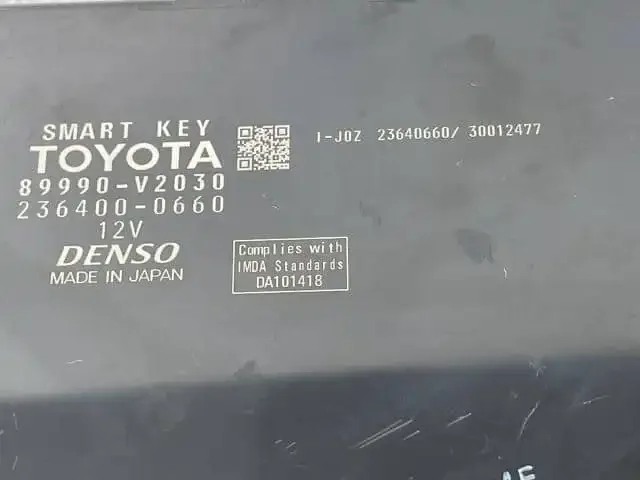 SMART KEY
TOYOTA
89990-V2030
236400-0660
12V
DENSO
MADE IN JAPAN
I-J0Z 23640660/ 30012477
Complies with
IMDA Standards
DA101418